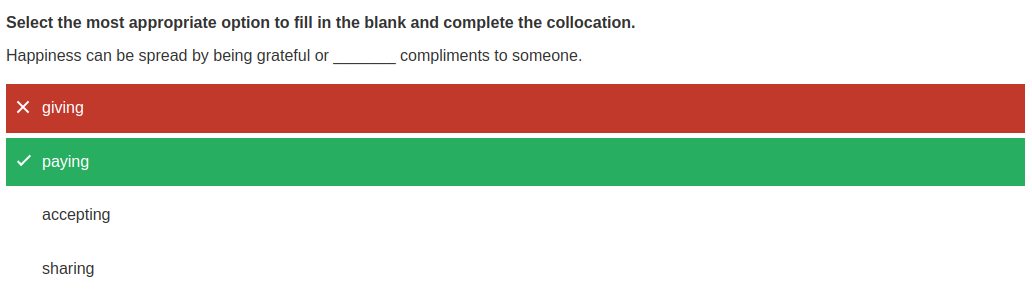 Select the most appropriate option to fill in the blank and complete the collocation.
Happiness can be spread by being grateful or _______ compliments to someone.
giving
paying
accepting
sharing